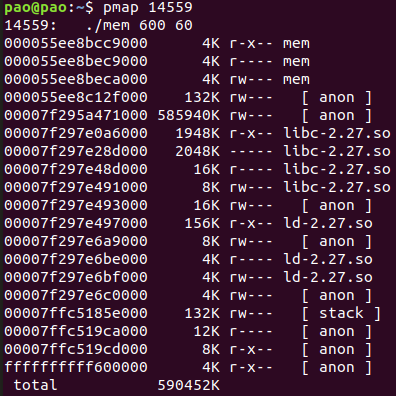 pao@pao:~$ pmap 14559
14559:   ./mem 600 60
000055ee8bcc9000      4K r-x-- mem
000055ee8bec9000      4K r---- mem
000055ee8beca000      4K rw--- mem
000055ee8c12f000    132K rw---   [ anon ]
00007f295a471000 585940K rw---   [ anon ]
00007f297e0a6000   1948K r-x-- libc-2.27.so
00007f297e28d000   2048K ----- libc-2.27.so
00007f297e48d000     16K r---- libc-2.27.so
00007f297e491000      8K rw--- libc-2.27.so
00007f297e493000     16K rw---   [ anon ]
00007f297e497000    156K r-x-- ld-2.27.so
00007f297e6a9000      8K rw---   [ anon ]
00007f297e6be000      4K r---- ld-2.27.so
00007f297e6bf000      4K rw--- ld-2.27.so
00007f297e6c0000      4K rw---   [ anon ]
00007ffc5185e000    132K rw---   [ stack ]
00007ffc519ca000     12K r----   [ anon ]
00007ffc519cd000      8K r-x--   [ anon ]
ffffffffff600000      4K r-x--   [ anon ]
 total           590452K